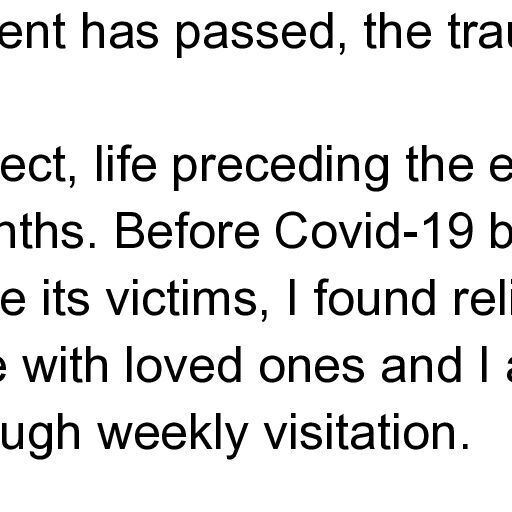 ent has passed, the trau
ect, life preceding the e
nths. Before Covid-19 b
e its victims, I found reli
e with loved ones and I a
ugh weekly visitation.